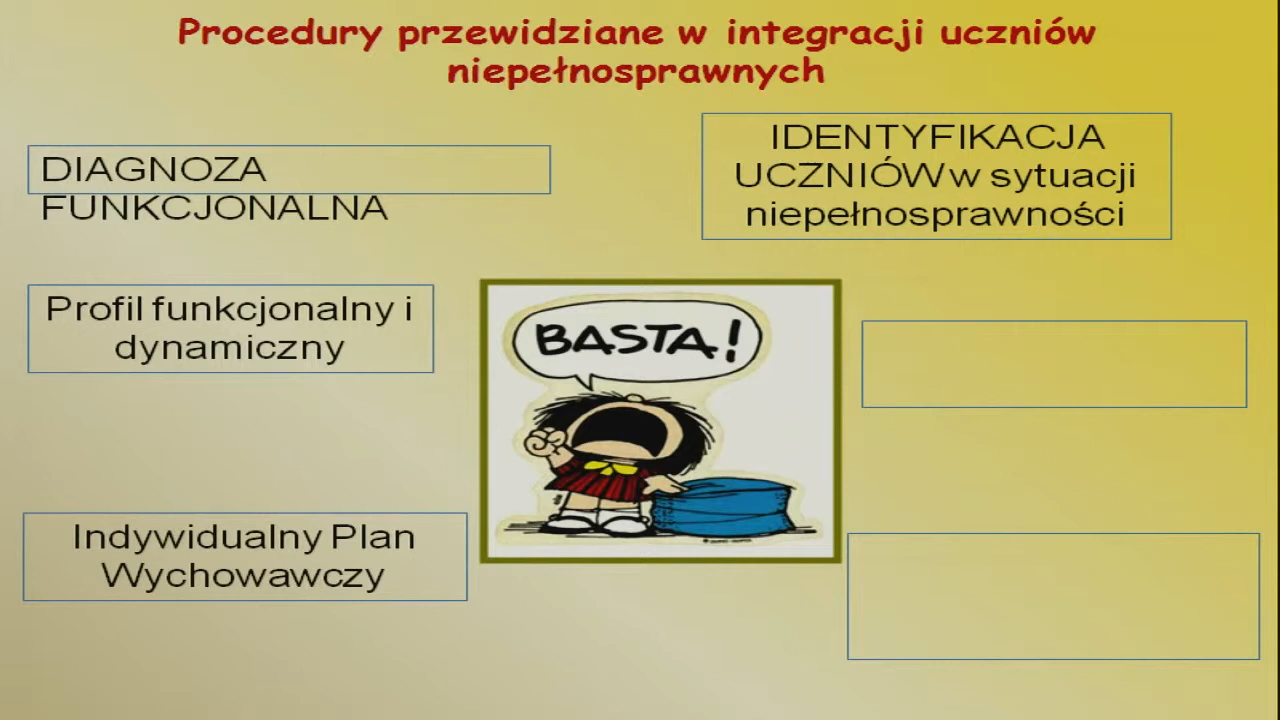 Procedury przewidziane w integracji uczniów
niepełnosprawnych
DIAGNOZA
FUNKCJONALNA
IDENTYFIKACJA
UCZNIÓW w sytuacji
niepełnosprawności
Profil funkcjonalny i
dynamiczny
BASTA!
Indywidualny Plan
Wychowawczy